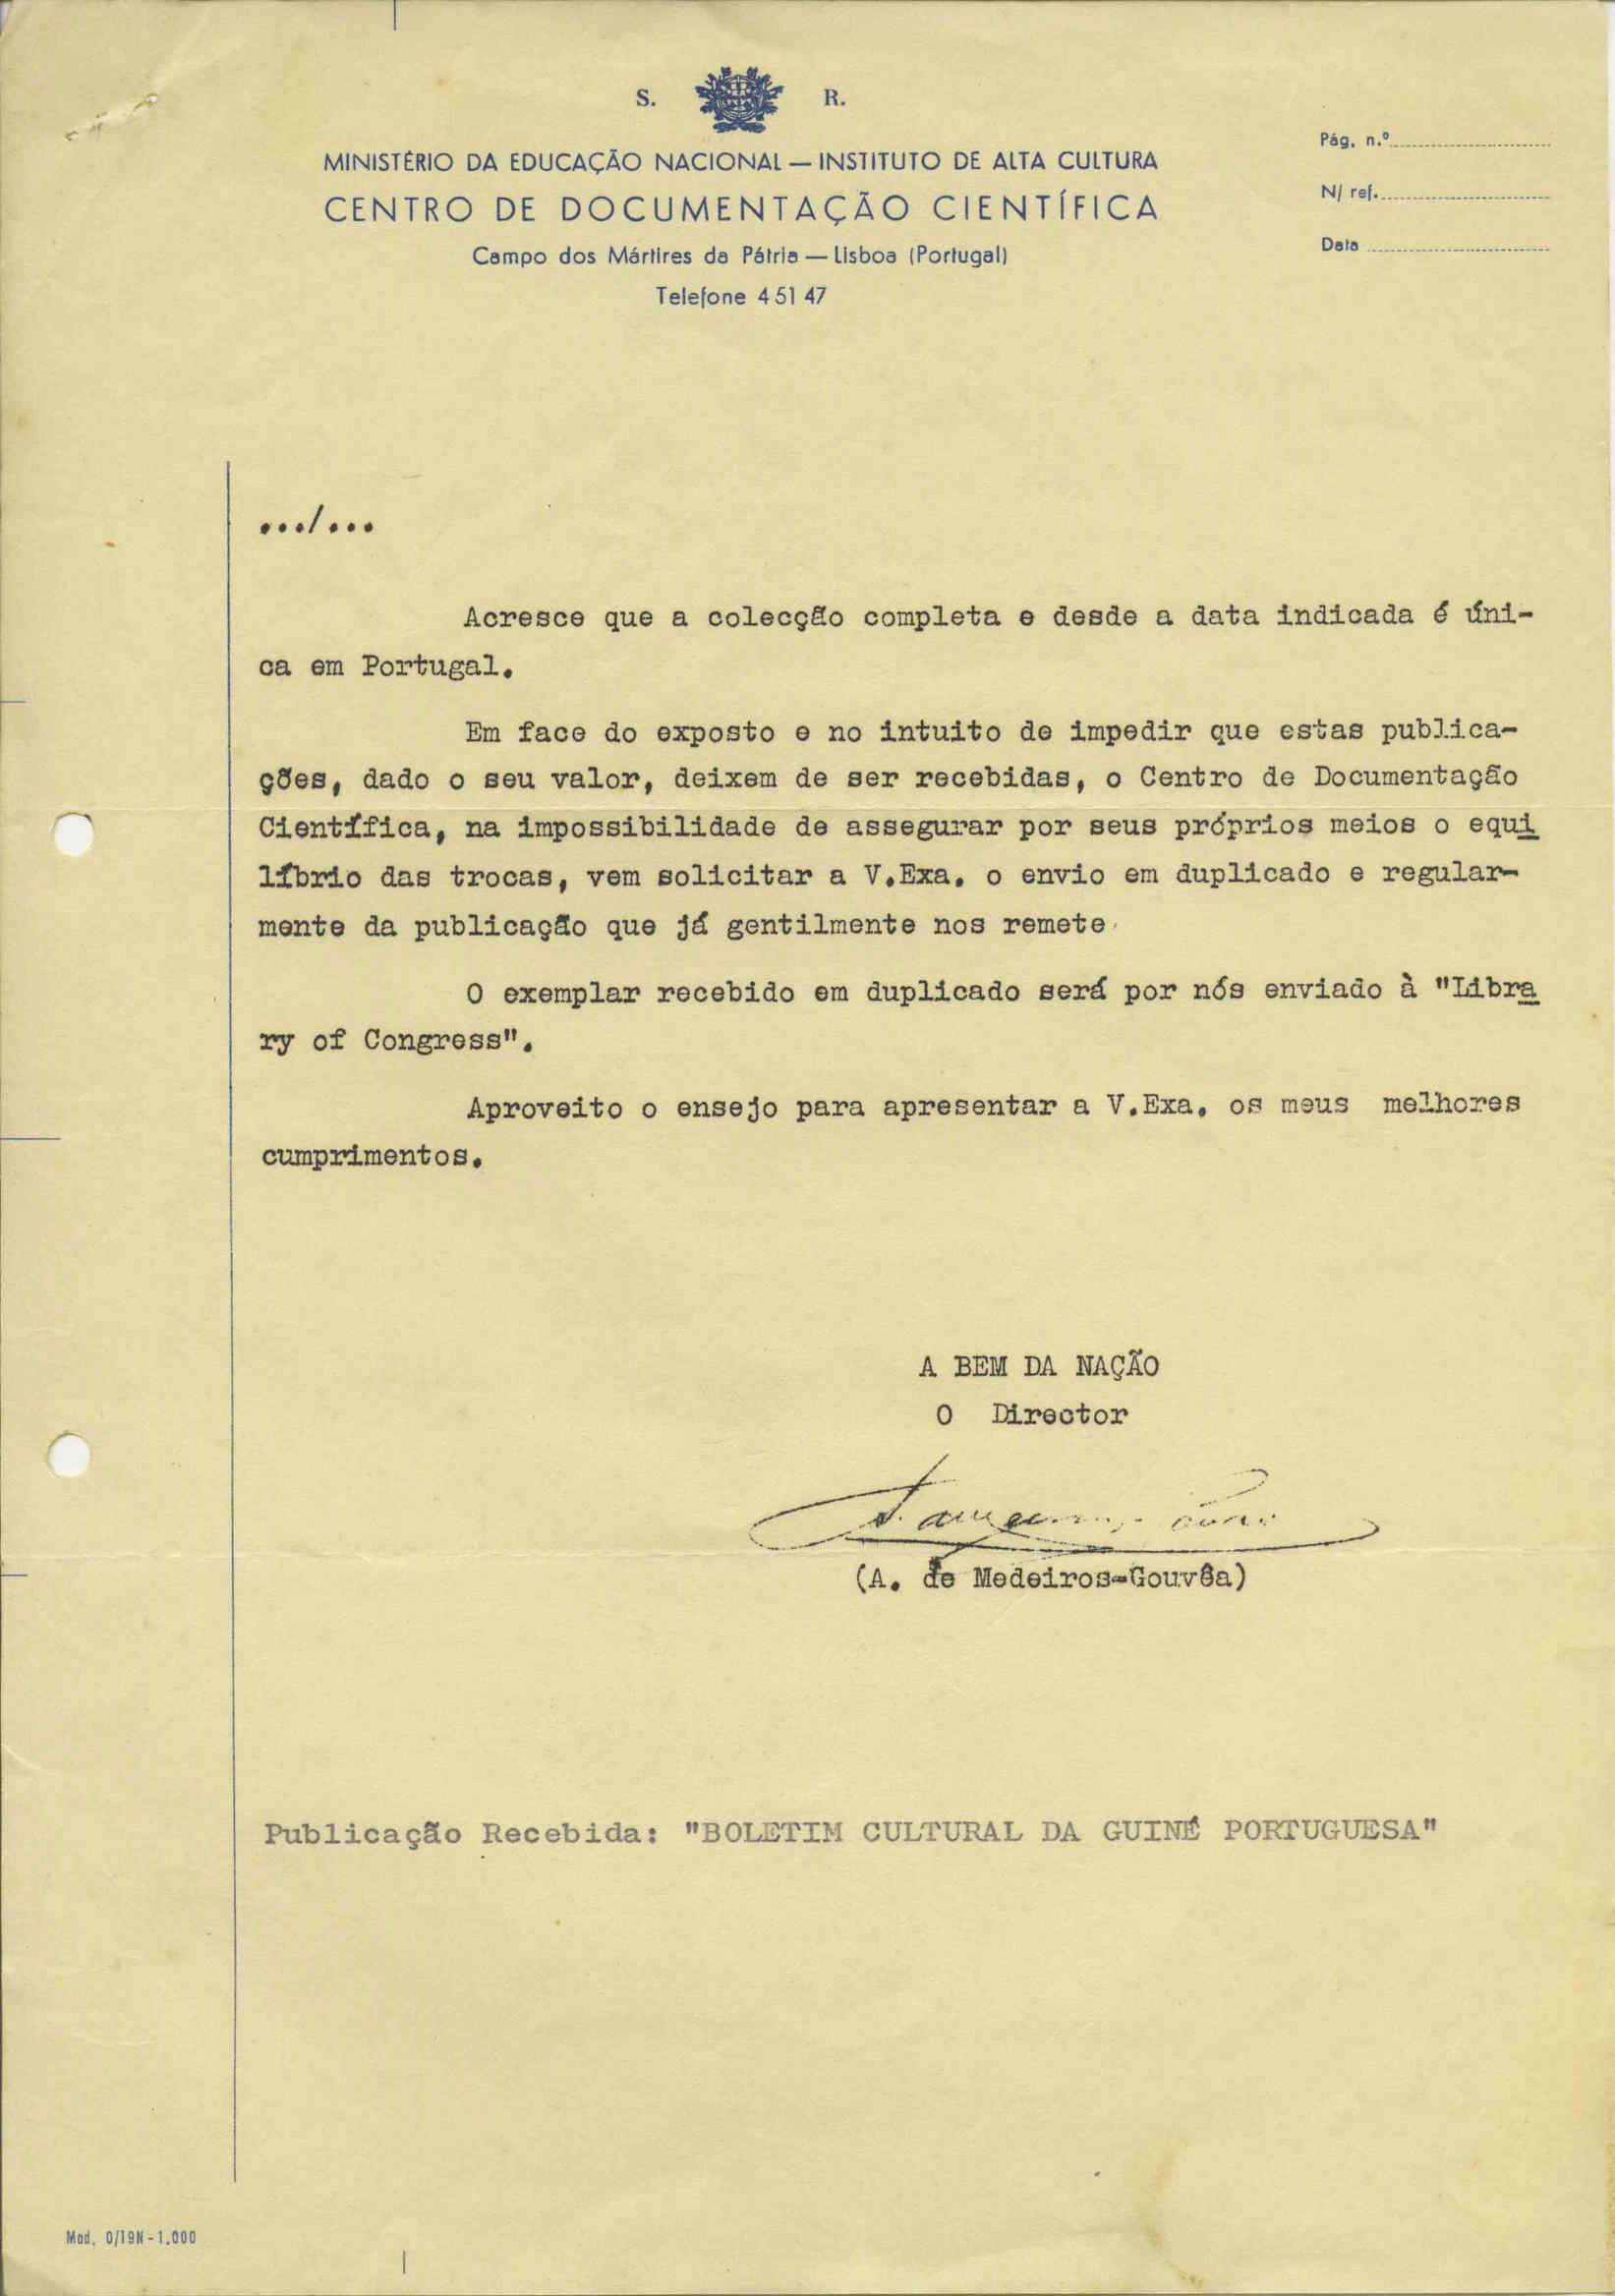 S. R.
MINISTÉRIO DA EDUCAÇÃO NACIONAL — INSTITUTO DE ALTA CULTURA
CENTRO DE DOCUMENTAÇÃO CIENTÍFICA
Campo dos Mártires da Pátria — Lisboa (Portugal)
Telefone 4 51 47
Pág. n.º
N/ ref.
Data
.../...
Acresce que a colecção completa e desde a data indicada é úni-
ca em Portugal.
Em face do exposto e no intuito de impedir que estas publica-
ções, dado o seu valor, deixem de ser recebidas, o Centro de Documentação
Científica, na impossibilidade de assegurar por seus próprios meios o equi
líbrio das trocas, vem solicitar a V.Exa. o envio em duplicado e regular-
mente da publicação que já gentilmente nos remete.
O exemplar recebido em duplicado será por nós enviado à "Libra
ry of Congress".
Aproveito o ensejo para apresentar a V.Exa. os meus melhores
cumprimentos.
A BEM DA NAÇÃO
O Director
(A. de Medeiros-Gouvêa)
Publicação Recebida: "BOLETIM CULTURAL DA GUINÉ PORTUGUESA"
Mod. 0/19N-1.000